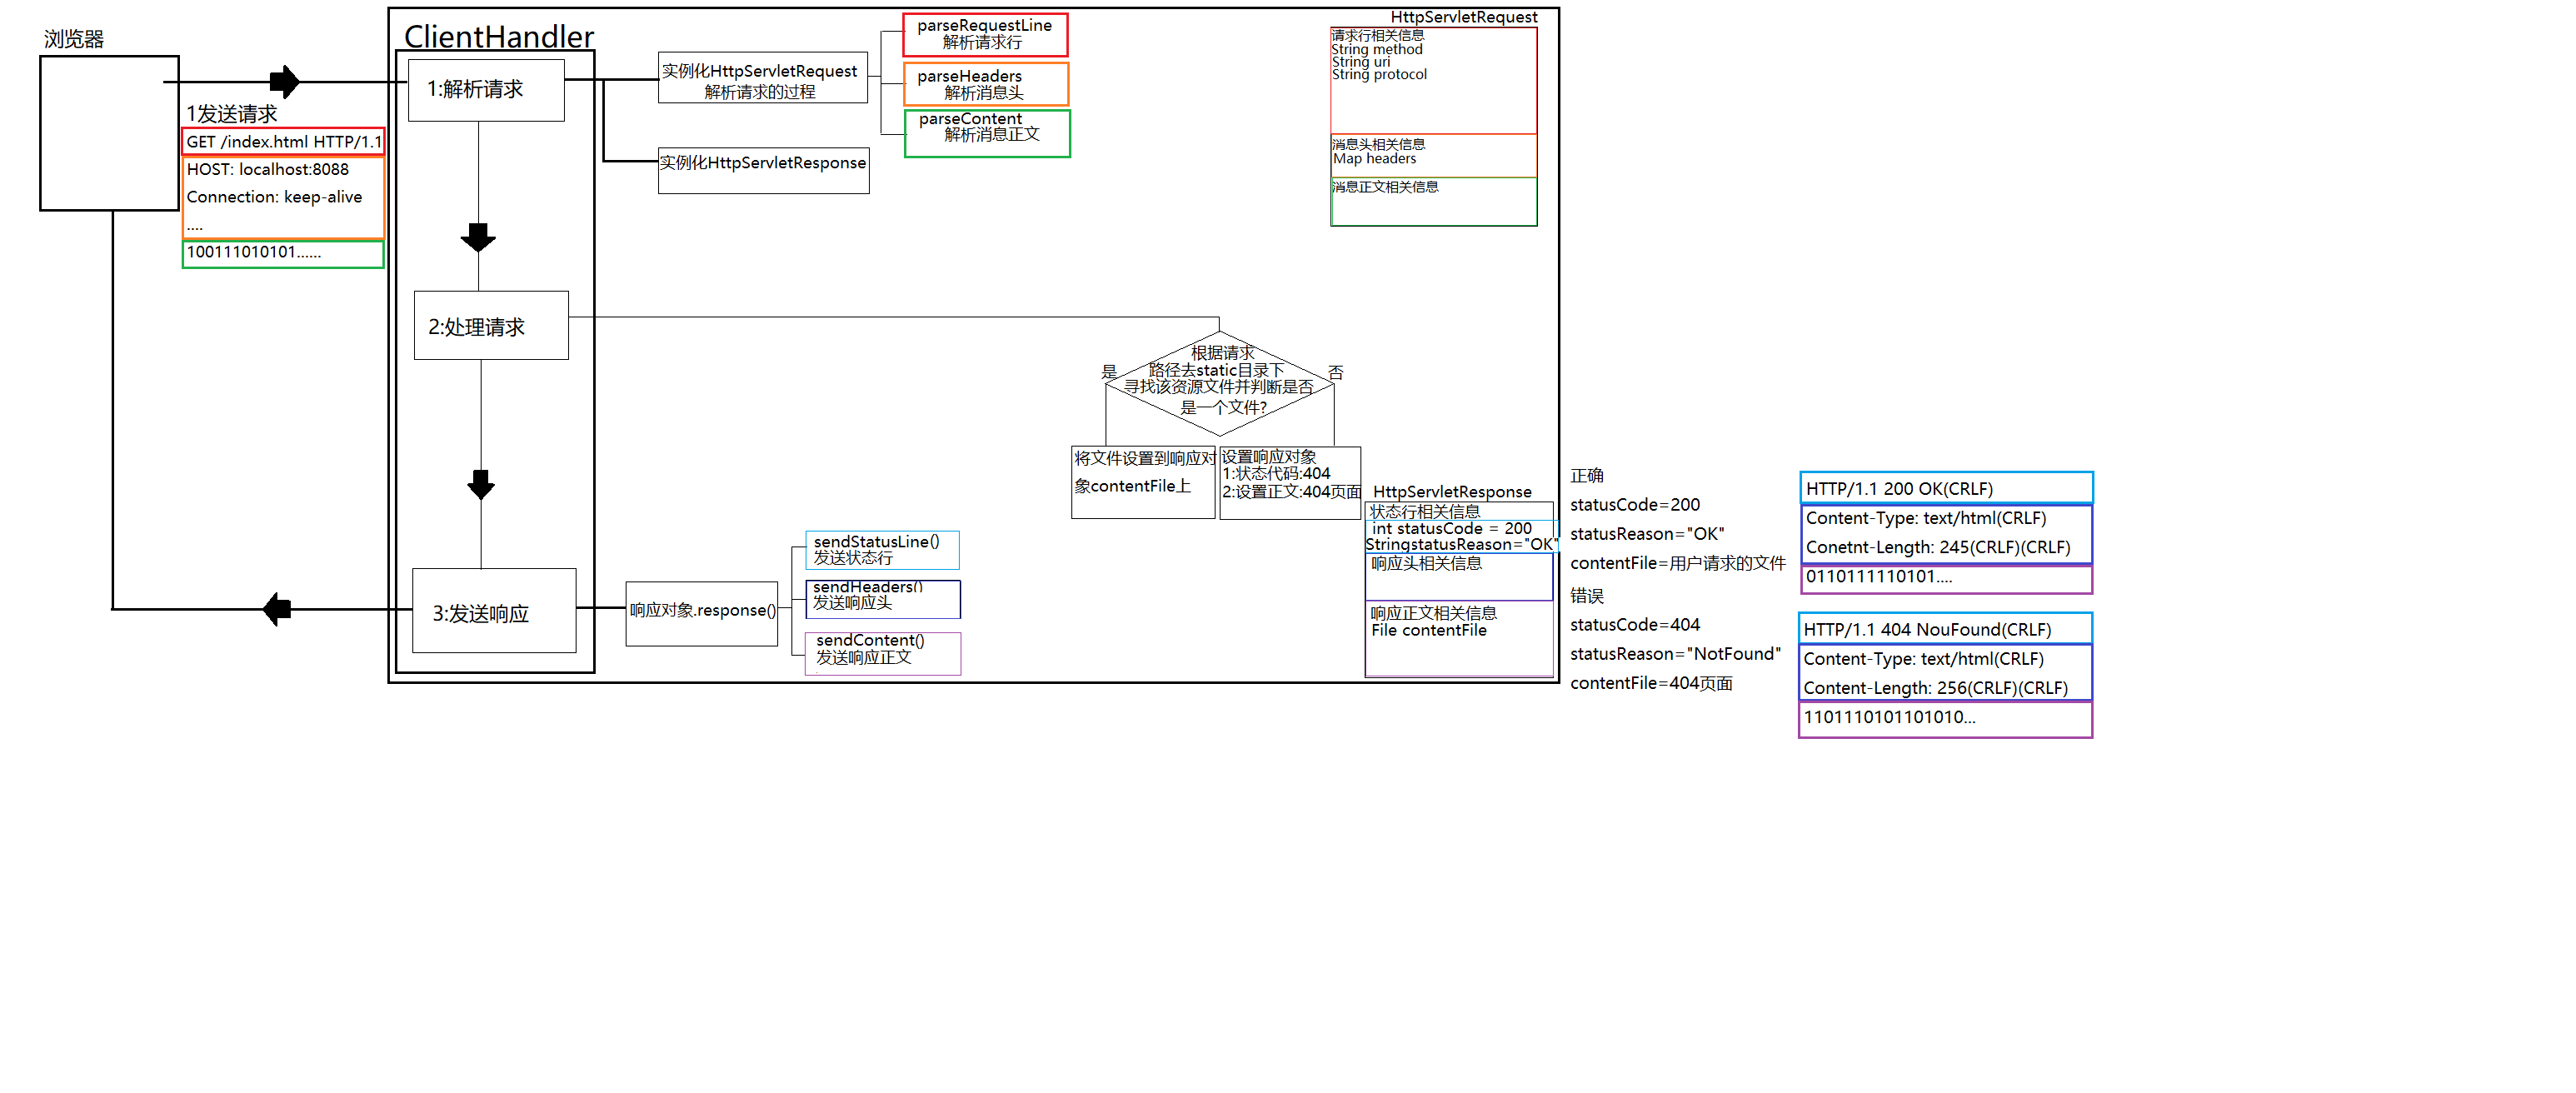 浏览器
1发送请求
GET /index.html HTTP/1.1
HOST: localhost:8088
Connection: keep-alive
....
100111010101......
ClientHandler
1:解析请求
2:处理请求
3:发送响应
实例化HttpServletRequest
解析请求的过程
实例化HttpServletResponse
parseRequestLine
解析请求行
parseHeaders
解析消息头
parseContent
解析消息正文
HttpServletRequest
请求行相关信息
String method
String uri
String protocol
消息头相关信息
Map headers
消息正文相关信息
根据请求
路径去static目录下
寻找该资源文件并判断是否
是一个文件?
是
否
将文件设置到响应对
象contentFile上
设置响应对象
1:状态代码:404
2:设置正文:404页面
响应对象.response()
sendStatusLine()
发送状态行
sendHeaders()
发送响应头
sendContent()
发送响应正文
HttpServletResponse
状态行相关信息
int statusCode = 200
StringstatusReason="OK"
响应头相关信息
响应正文相关信息
File contentFile
正确
statusCode=200
statusReason="OK"
contentFile=用户请求的文件
错误
statusCode=404
statusReason="NotFound"
contentFile=404页面
HTTP/1.1 200 OK(CRLF)
Content-Type: text/html(CRLF)
Conetnt-Length: 245(CRLF)(CRLF)
0110111110101....
HTTP/1.1 404 NouFound(CRLF)
Content-Type: text/html(CRLF)
Content-Length: 256(CRLF)(CRLF)
1101110101101010...